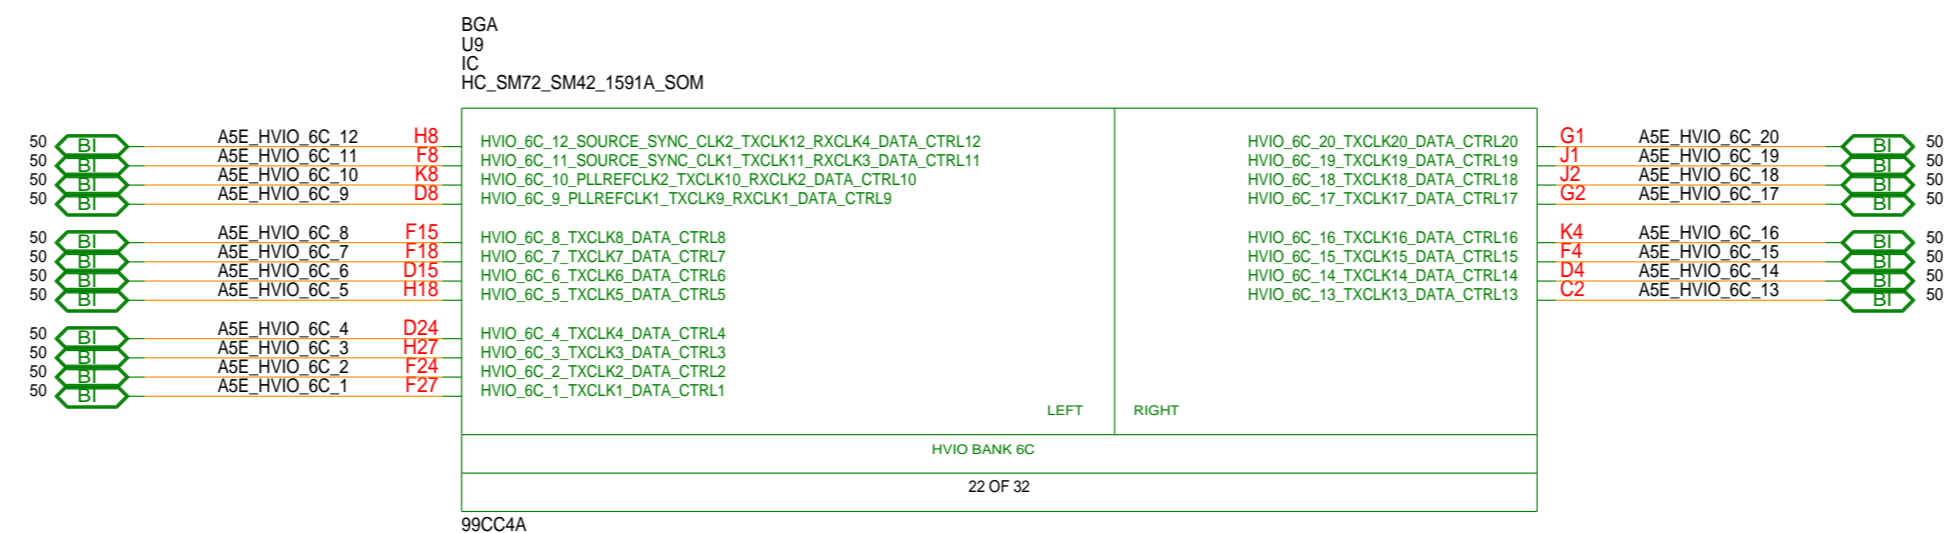 BGA
U9
IC
HC_SM72_SM42_1591A_SOM
50 BI A5E_HVIO_6C_12 H8 HVIO_6C_12_SOURCE_SYNC_CLK2_TXCLK12_RXCLK4_DATA_CTRL12 HVIO_6C_20_TXCLK20_DATA_CTRL20 G1 A5E_HVIO_6C_20 BI 50
50 BI A5E_HVIO_6C_11 F8 HVIO_6C_11_SOURCE_SYNC_CLK1_TXCLK11_RXCLK3_DATA_CTRL11 HVIO_6C_19_TXCLK19_DATA_CTRL19 J1 A5E_HVIO_6C_19 BI 50
50 BI A5E_HVIO_6C_10 K8 HVIO_6C_10_PLLREFCLK2_TXCLK10_RXCLK2_DATA_CTRL10 HVIO_6C_18_TXCLK18_DATA_CTRL18 J2 A5E_HVIO_6C_18 BI 50
50 BI A5E_HVIO_6C_9 D8 HVIO_6C_9_PLLREFCLK1_TXCLK9_RXCLK1_DATA_CTRL9 HVIO_6C_17_TXCLK17_DATA_CTRL17 G2 A5E_HVIO_6C_17 BI 50
50 BI A5E_HVIO_6C_8 F15 HVIO_6C_8_TXCLK8_DATA_CTRL8 HVIO_6C_16_TXCLK16_DATA_CTRL16 K4 A5E_HVIO_6C_16 BI 50
50 BI A5E_HVIO_6C_7 F18 HVIO_6C_7_TXCLK7_DATA_CTRL7 HVIO_6C_15_TXCLK15_DATA_CTRL15 F4 A5E_HVIO_6C_15 BI 50
50 BI A5E_HVIO_6C_6 D15 HVIO_6C_6_TXCLK6_DATA_CTRL6 HVIO_6C_14_TXCLK14_DATA_CTRL14 D4 A5E_HVIO_6C_14 BI 50
50 BI A5E_HVIO_6C_5 H18 HVIO_6C_5_TXCLK5_DATA_CTRL5 HVIO_6C_13_TXCLK13_DATA_CTRL13 C2 A5E_HVIO_6C_13 BI 50
50 BI A5E_HVIO_6C_4 D24 HVIO_6C_4_TXCLK4_DATA_CTRL4
50 BI A5E_HVIO_6C_3 H27 HVIO_6C_3_TXCLK3_DATA_CTRL3
50 BI A5E_HVIO_6C_2 F24 HVIO_6C_2_TXCLK2_DATA_CTRL2
50 BI A5E_HVIO_6C_1 F27 HVIO_6C_1_TXCLK1_DATA_CTRL1
LEFT RIGHT
HVIO BANK 6C
22 OF 32
99CC4A